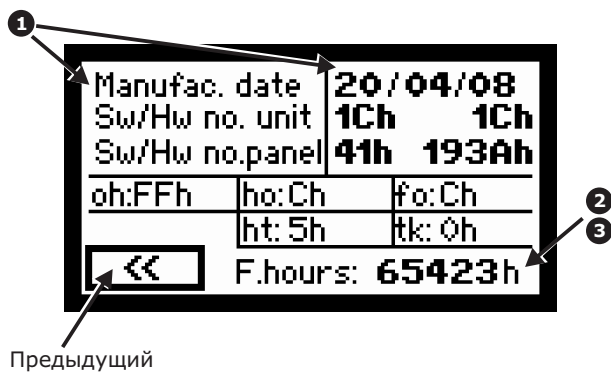 1
Manufac. date 20/04/08
Sw/Hw no. unit 1Ch 1Ch
Sw/Hw no.panel 41h 193Ah
oh:FFh ho:Ch fo:Ch
ht: 5h tk: 0h
2
3
<< F.hours: 65423h
Предыдущий